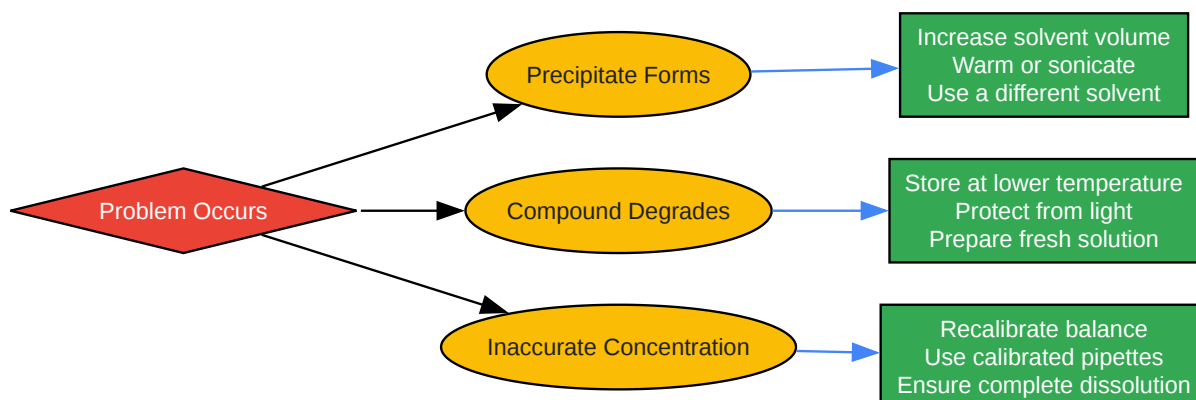 Problem Occurs
Precipitate Forms
Increase solvent volume
Warm or sonicate
Use a different solvent
Compound Degrades
Store at lower temperature
Protect from light
Prepare fresh solution
Inaccurate Concentration
Recalibrate balance
Use calibrated pipettes
Ensure complete dissolution